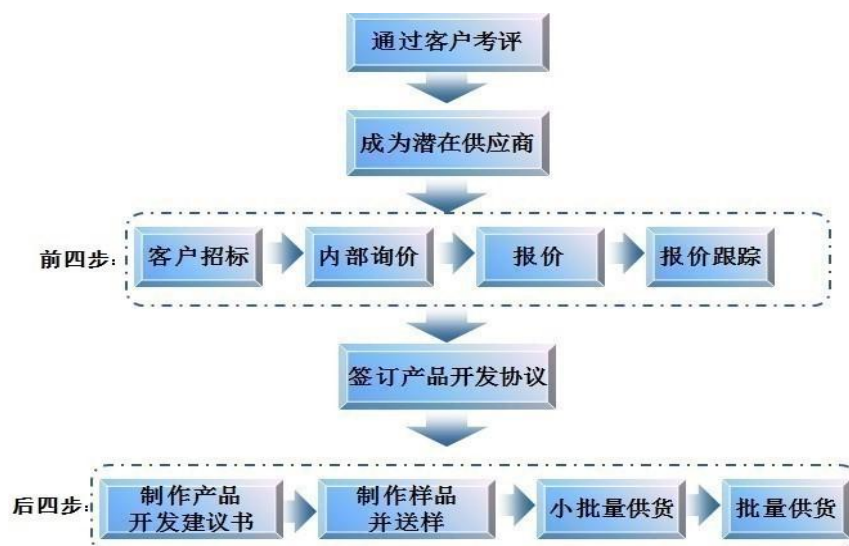 通过客户考评
成为潜在供应商
前四步:
客户招标
内部询价
报价
报价跟踪
签订产品开发协议
后四步:
制作产品
开发建议书
制作样品
并送样
小批量供货
批量供货